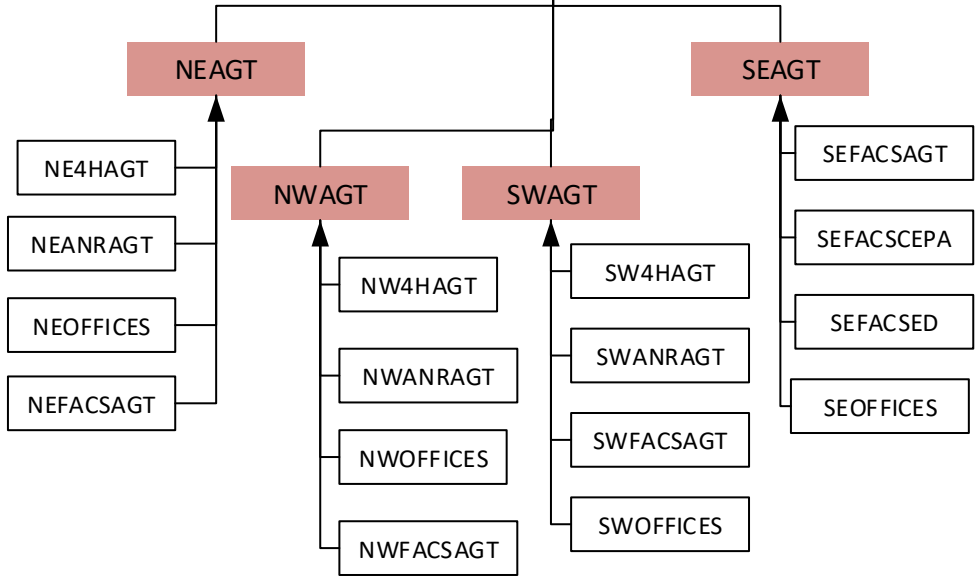 NEAGT
SEAGT
NE4HAGT
NEANRAGT
NEOFFICES
NEFACSAGT
NWAGT
NW4HAGT
NWANRAGT
NWOFFICES
NWFACSAGT
SWAGT
SW4HAGT
SWANRAGT
SWFACSAGT
SWOFFICES
SEFACSAGT
SEFACSCEPA
SEFACSED
SEOFFICES